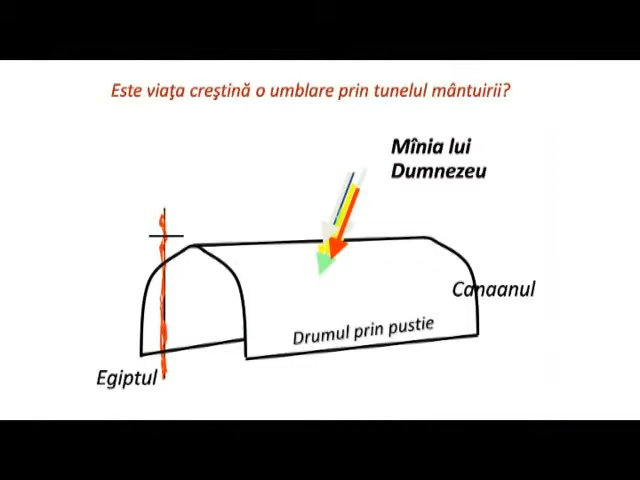 Este viaţa creştină o umblare prin tunelul mântuirii?
Mînia lui
Dumnezeu
Canaanul
Drumul prin pustie
Egiptul